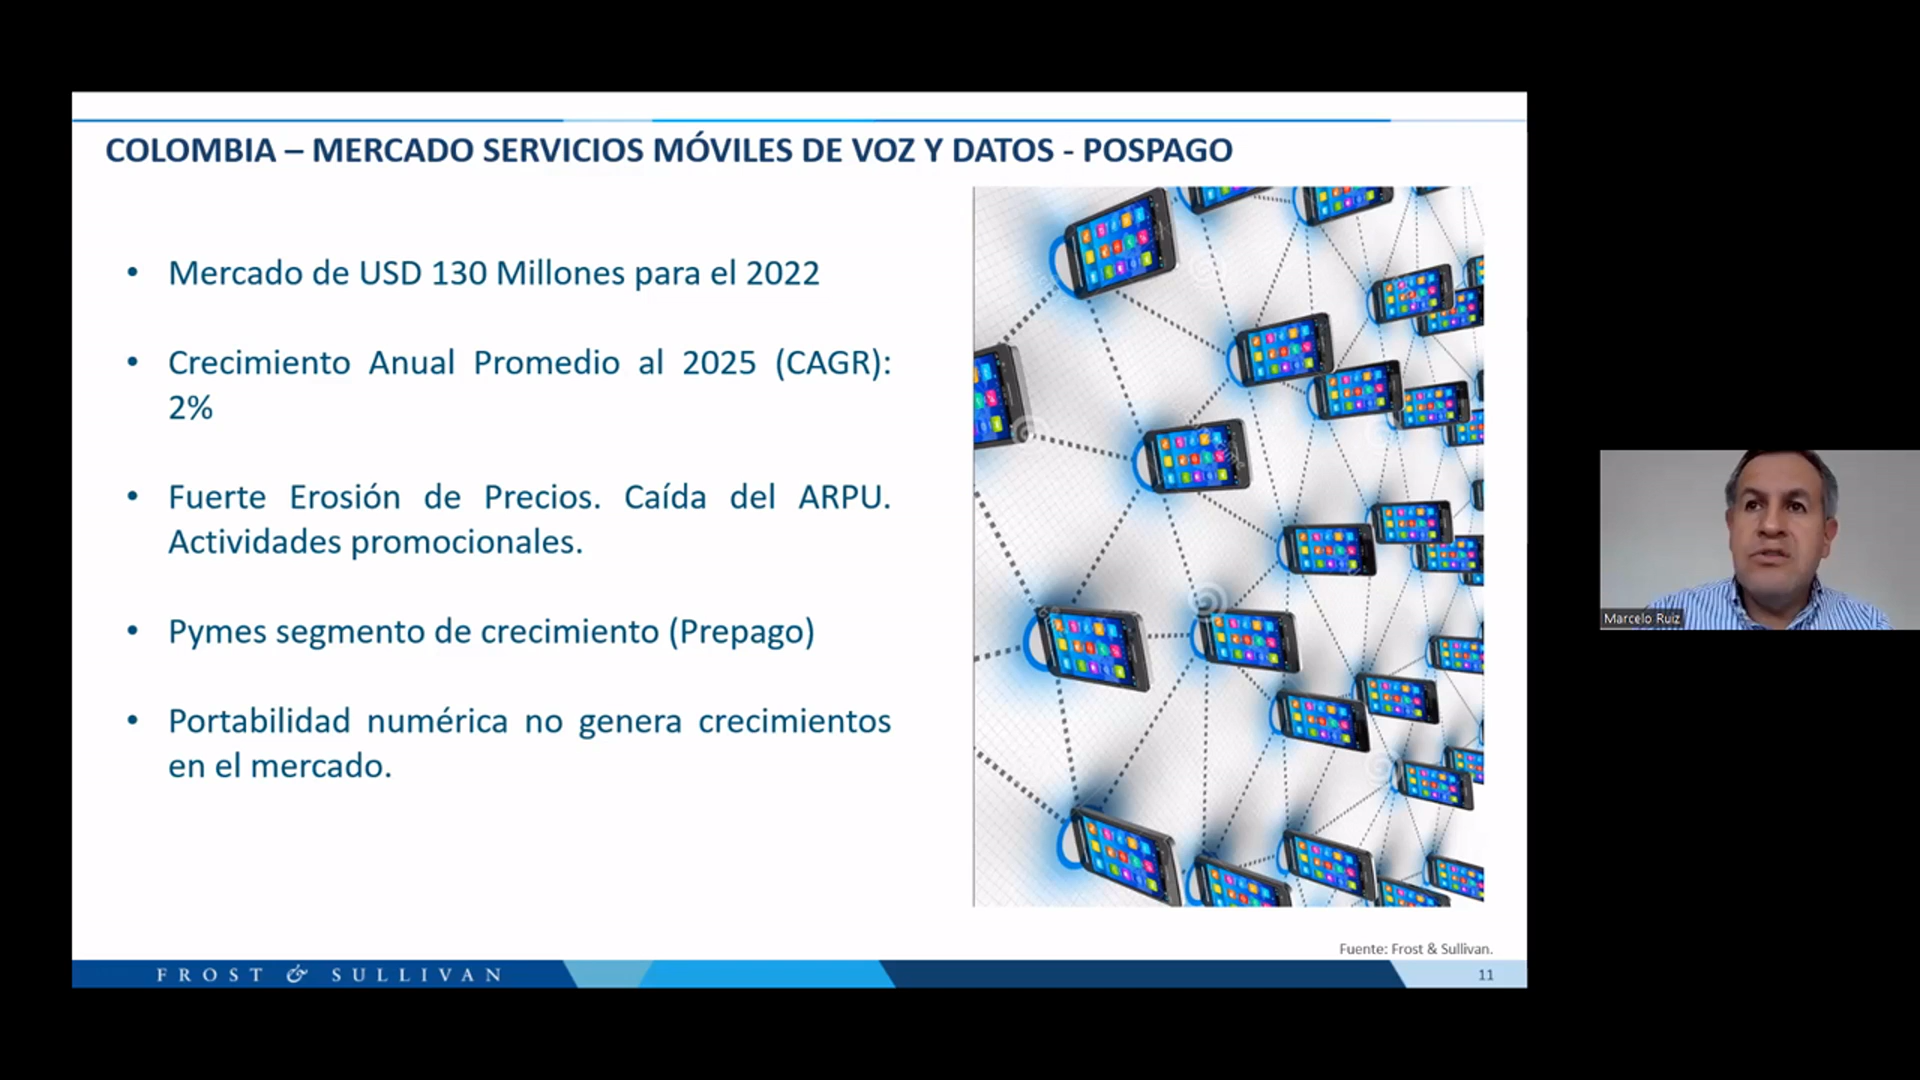 COLOMBIA – MERCADO SERVICIOS MÓVILES DE VOZ Y DATOS - POSPAGO
• Mercado de USD 130 Millones para el 2022
• Crecimiento Anual Promedio al 2025 (CAGR):
2%
• Fuerte Erosión de Precios. Caída del ARPU.
Actividades promocionales.
• Pymes segmento de crecimiento (Prepago)
• Portabilidad numérica no genera crecimientos
en el mercado.
Marcelo Ruiz
Fuente: Frost & Sullivan.
FROST & SULLIVAN
11